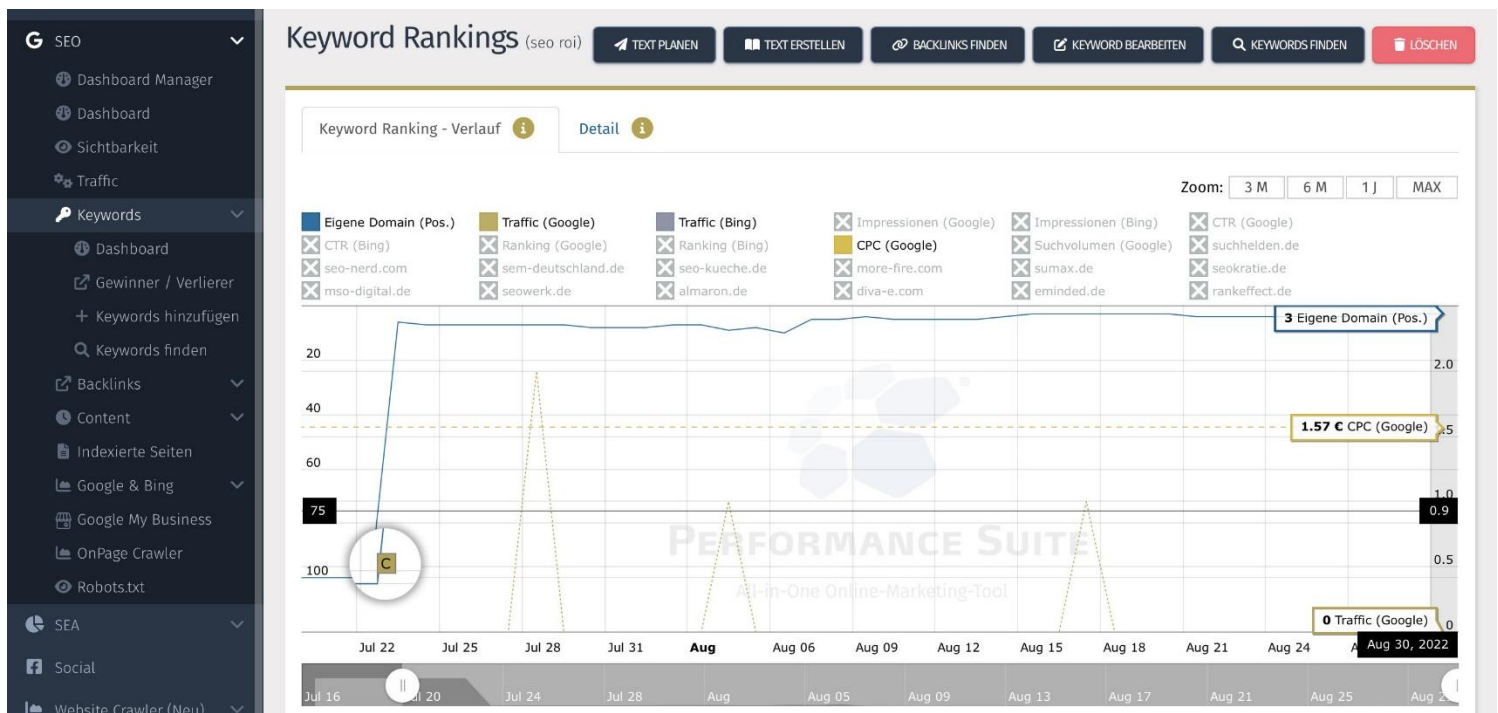 SEO
Dashboard Manager
Dashboard
Sichtbarkeit
Traffic
Keywords
Dashboard
Gewinner / Verlierer
Keywords hinzufügen
Keywords finden
Backlinks
Content
Indexierte Seiten
Google & Bing
Google My Business
OnPage Crawler
Robots.txt
SEA
Social
Website Crawler (Neu)
Keyword Rankings (seo roi) TEXT PLANEN TEXT ERSTELLEN BACKLINKS FINDEN KEYWORD BEARBEITEN KEYWORDS FINDEN LÖSCHEN
Keyword Ranking - Verlauf i Detail i
Zoom: 3 M 6 M 1 J MAX
Eigene Domain (Pos.) Traffic (Google) Traffic (Bing) Impressionen (Google) Impressionen (Bing) CTR (Google)
CTR (Bing) Ranking (Google) Ranking (Bing) CPC (Google) Suchvolumen (Google) suchhelden.de
seo-nerd.com sem-deutschland.de seo-kueche.de more-fire.com sumax.de seokratie.de
mso-digital.de seowerk.de almaron.de diva-e.com eminded.de rankeffect.de
3 Eigene Domain (Pos.)
20
2.0
40
1.57 € CPC (Google) .5
60
1.0
75 0.9
PERFORMANCE SUITE
C
100 0.5
All-in-One Online-Marketing-Tool
0 Traffic (Google) 0
Jul 22 Jul 25 Jul 28 Jul 31 Aug Aug 06 Aug 09 Aug 12 Aug 15 Aug 18 Aug 21 Aug 24 Aug 30, 2022
Jul 16 Jul 20 Jul 24 Jul 28 Aug Aug 05 Aug 09 Aug 13 Aug 17 Aug 21 Aug 25 Aug